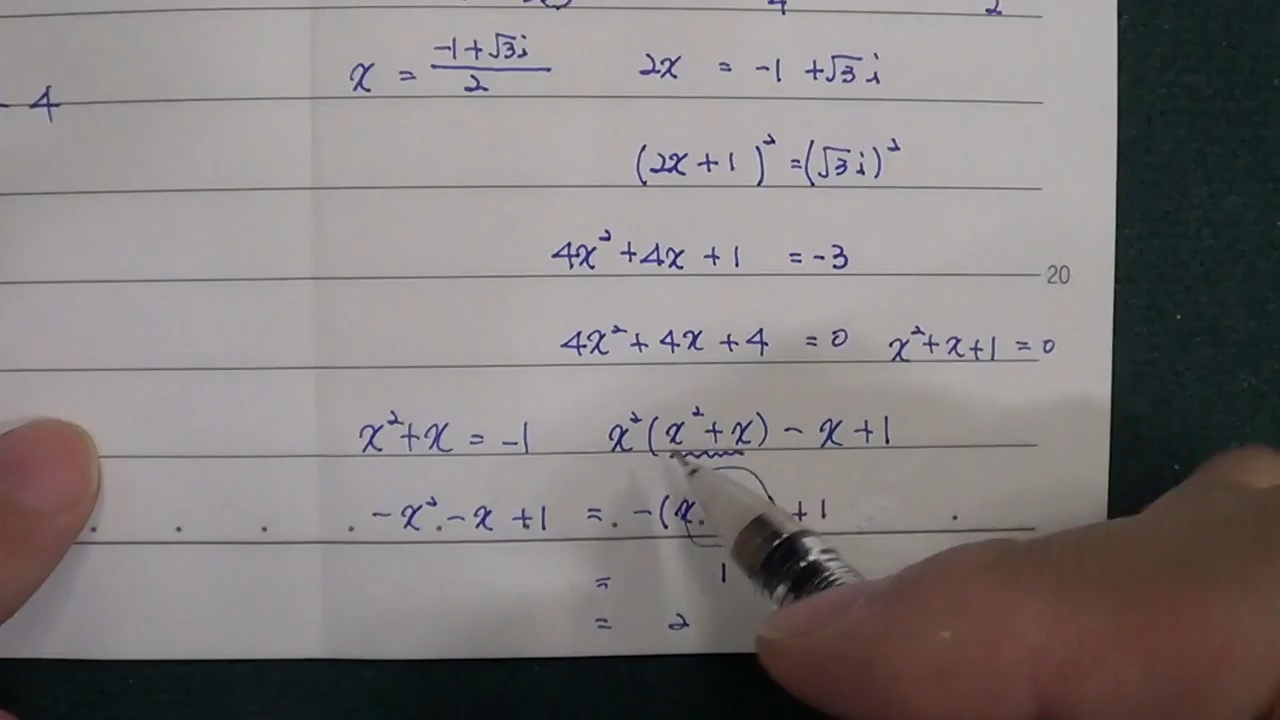 x = (-1+√3i)/2 2x = -1 +√3 i
- 4
(2x+1)² =(√3 i)²
4x² +4x +1 = -3
20
4x² + 4x +4 = 0 x²+x+1 = 0
x²+x = -1 x²(x²+x) - x +1
-x² -x +1 = -(x +1
= 1
= 2